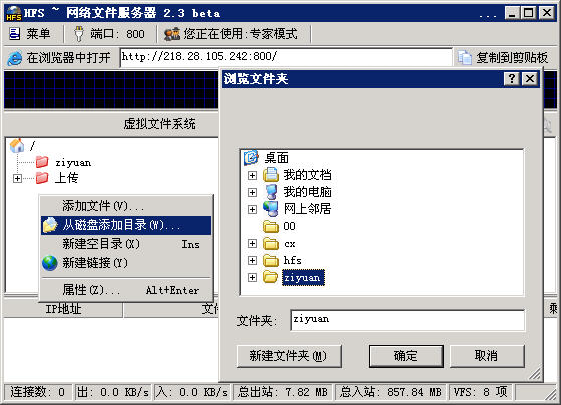 HFS ~ 网络文件服务器 2.3 beta
菜单 端口: 800 您正在使用:专家模式
在浏览器中打开 http://218.28.105.242:800/ 复制到剪贴板
虚拟文件系统
/
ziyuan
上传
添加文件(V)...
从磁盘添加目录(W)...
新建空目录(X) Ins
新建链接(Y)
属性(Z)... Alt+Enter
IP地址
浏览文件夹
桌面
我的文档
我的电脑
网上邻居
00
cx
hfs
ziyuan
文件夹: ziyuan
新建文件夹(M) 确定 取消
连接数: 0 出: 0.0 KB/s 入: 0.0 KB/s 总出站: 7.82 MB 总入站: 857.84 MB VFS: 8 项